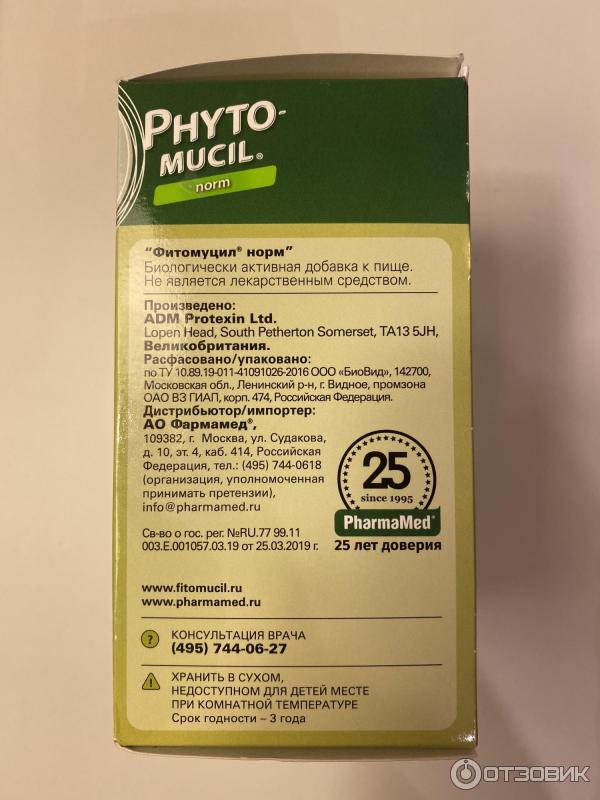 PHYTO-
MUCIL®
norm
"Фитомуцил® норм"
Биологически активная добавка к пище.
Не является лекарственным средством.
Произведено:
ADM Protexin Ltd.
Lopen Head, South Petherton Somerset, TA13 5JH,
Великобритания.
Расфасовано/упаковано:
по ТУ 10.89.19-011-41091026-2016 ООО «БиоВид», 142700,
Московская обл., Ленинский р-н, г. Видное, промзона
ОАО ВЗ ГИАП, корп. 474, Российская Федерация.
Дистрибьютор/импортер:
АО Фармамед®,
109382, г. Москва, ул. Судакова,
д. 10, эт. 4, каб. 414, Российская
Федерация, тел.: (495) 744-0618
(организация, уполномоченная
принимать претензии),
info@pharmamed.ru
25
since 1995
PharmaMed®
25 лет доверия
Св-во о гос. рег. №RU.77 99.11
003.Е.001057.03.19 от 25.03.2019 г.
www.fitomucil.ru
www.pharmamed.ru
? КОНСУЛЬТАЦИЯ ВРАЧА
(495) 744-06-27
! ХРАНИТЬ В СУХОМ,
НЕДОСТУПНОМ ДЛЯ ДЕТЕЙ МЕСТЕ
ПРИ КОМНАТНОЙ ТЕМПЕРАТУРЕ
Срок годности – 3 года
ОТЗОВИК